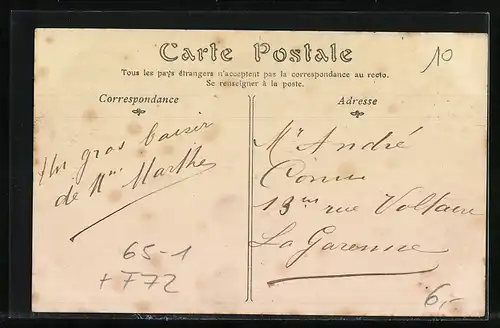 Carte Postale
10
Tous les pays étrangers n'acceptent pas la correspondance au recto.
Se renseigner à la poste.
Correspondance
Adresse
Un gros baiser
de Mme Marthe
Mr André
13 rue Voltaire
La Garenne
65-1
+ F72
6,-